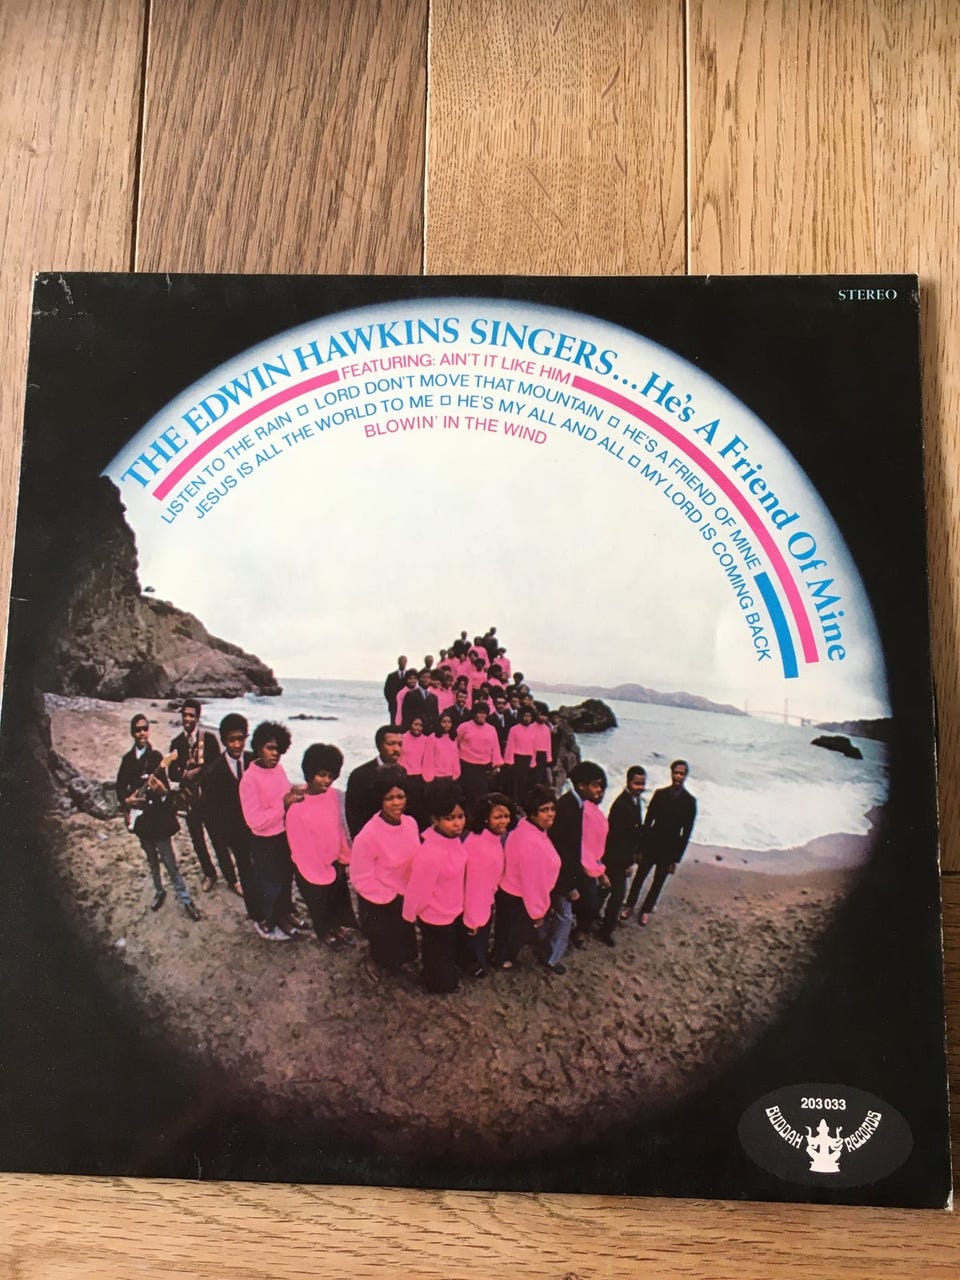 STEREO
THE EDWIN HAWKINS SINGERS...He's A Friend Of Mine
FEATURING: AIN'T IT LIKE HIM
LISTEN TO THE RAIN □ LORD DON'T MOVE THAT MOUNTAIN □ HE'S A FRIEND OF MINE
JESUS IS ALL THE WORLD TO ME □ HE'S MY ALL AND ALL □ MY LORD IS COMING BACK
BLOWIN' IN THE WIND
203 033
BUDDAH RECORDS